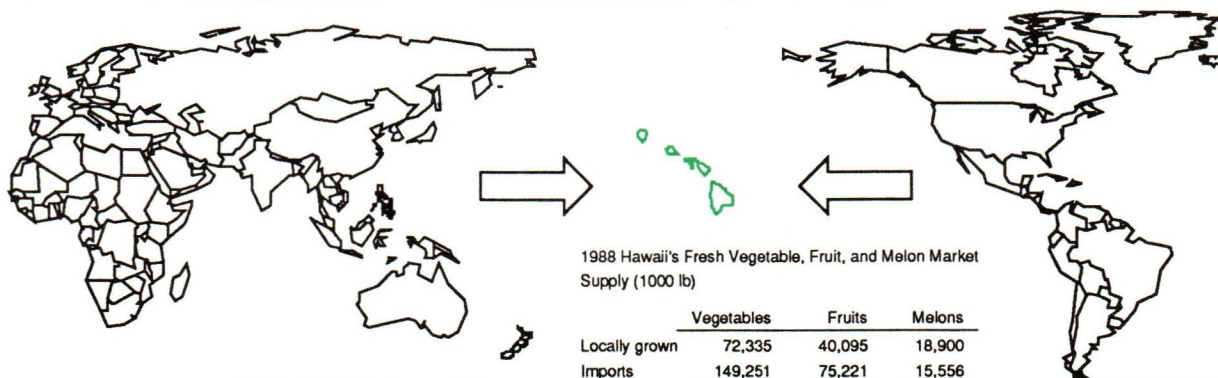 1988 Hawaii's Fresh Vegetable, Fruit, and Melon Market
Supply (1000 lb)
Vegetables Fruits Melons
Locally grown 72,335 40,095 18,900
Imports 149,251 75,221 15,556